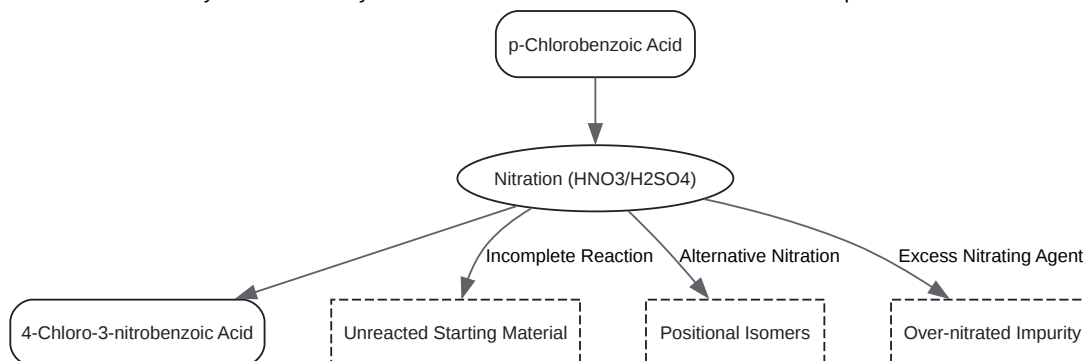 p-Chlorobenzoic Acid
Nitration (HNO3/H2SO4)
Incomplete Reaction
Alternative Nitration
Excess Nitrating Agent
4-Chloro-3-nitrobenzoic Acid
Unreacted Starting Material
Positional Isomers
Over-nitrated Impurity